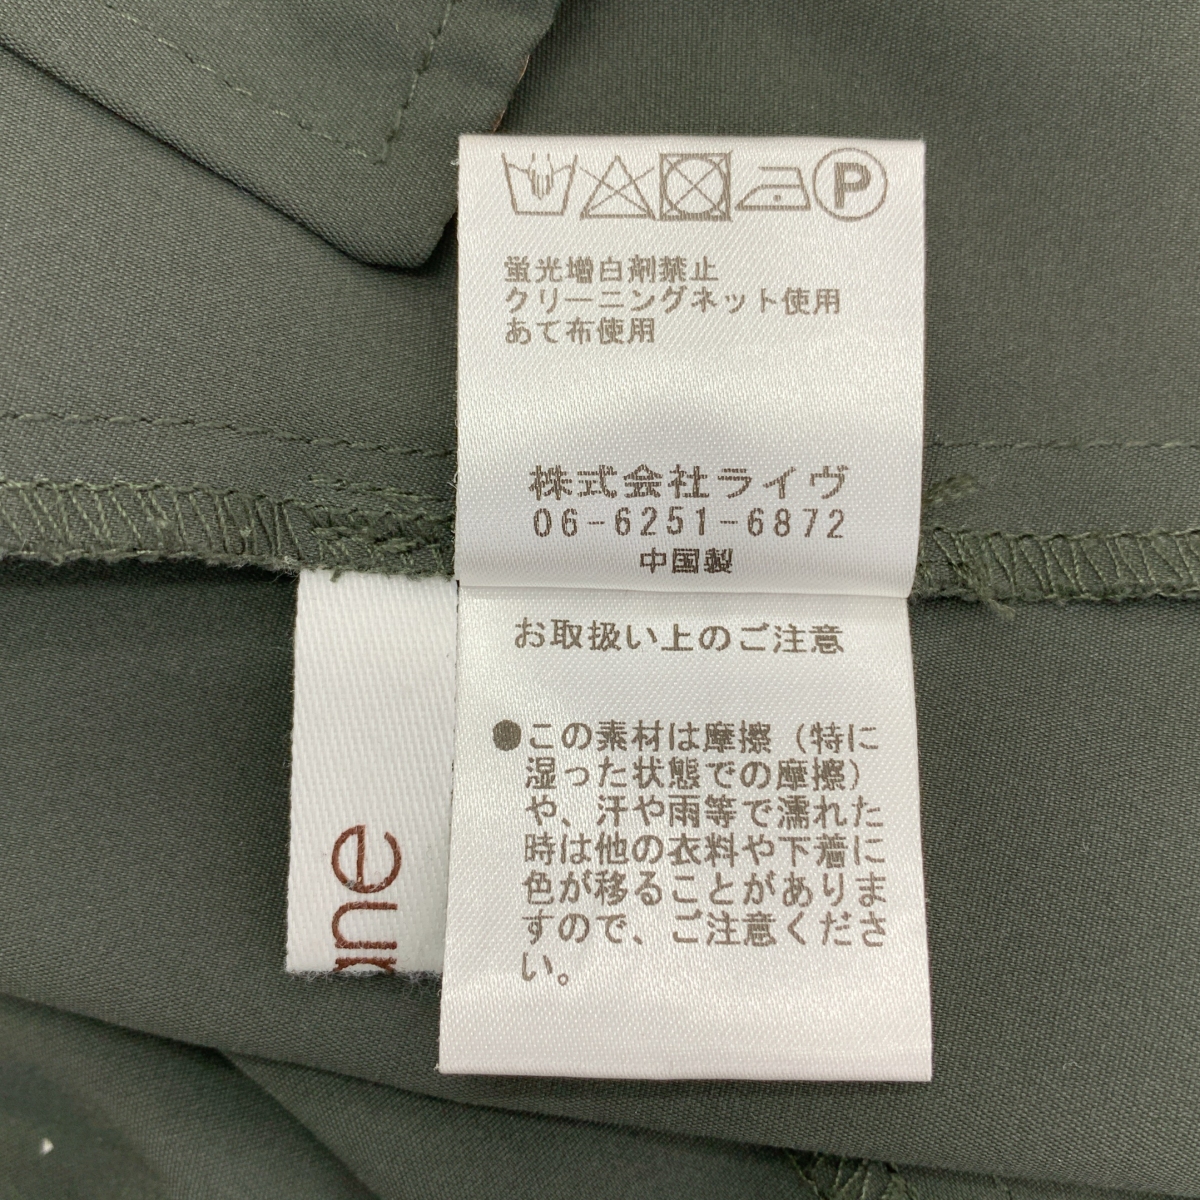 P
蛍光増白剤禁止
クリーニングネット使用
あて布使用
株式会社ライヴ
06-6251-6872
中国製
お取扱い上のご注意
●この素材は摩擦（特に
湿った状態での摩擦）
や、汗や雨等で濡れた
時は他の衣料や下着に
色が移ることがありま
すので、ご注意くださ
い。
ane